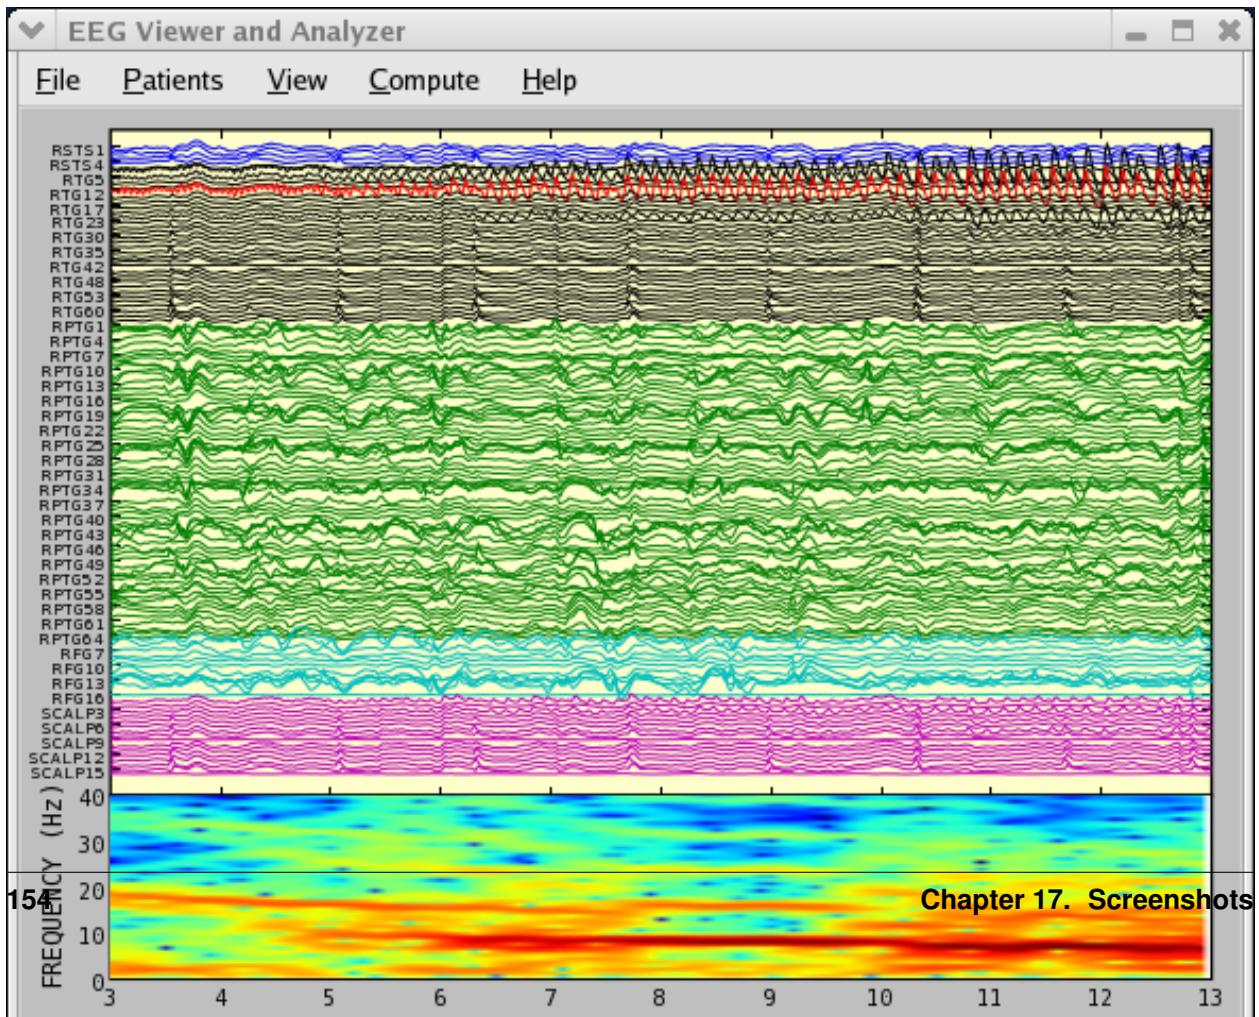 EEG Viewer and Analyzer
File Patients View Compute Help
RSTS1
RSTS4
RTG5
RTG12
RTG17
RTG23
RTG30
RTG35
RTG42
RTG48
RTG53
RTG60
RPTG1
RPTG4
RPTG7
RPTG10
RPTG13
RPTG16
RPTG19
RPTG22
RPTG25
RPTG28
RPTG31
RPTG34
RPTG37
RPTG40
RPTG43
RPTG46
RPTG49
RPTG52
RPTG55
RPTG58
RPTG61
RPTG64
RFG7
RFG10
RFG13
RFG16
SCALP3
SCALP6
SCALP9
SCALP12
SCALP15
FREQUENCY (Hz)
40
30
20
10
0
154 Chapter 17. Screenshots
3 4 5 6 7 8 9 10 11 12 13